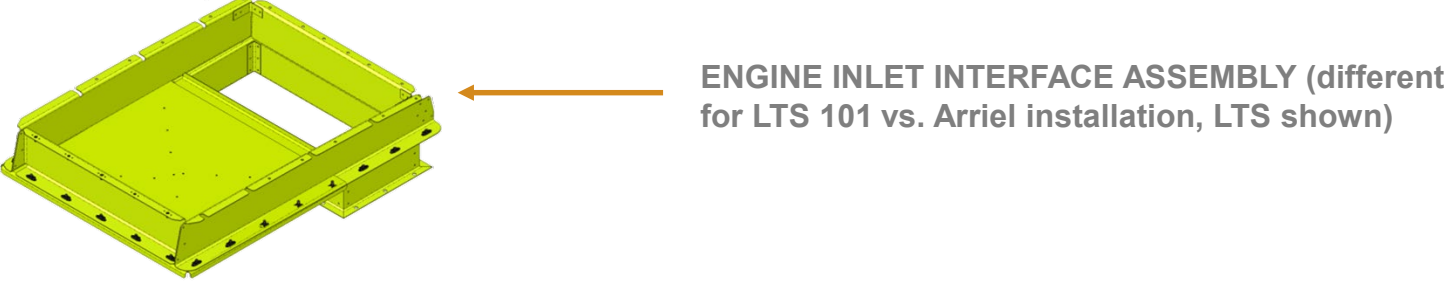 ENGINE INLET INTERFACE ASSEMBLY (different
for LTS 101 vs. Arriel installation, LTS shown)